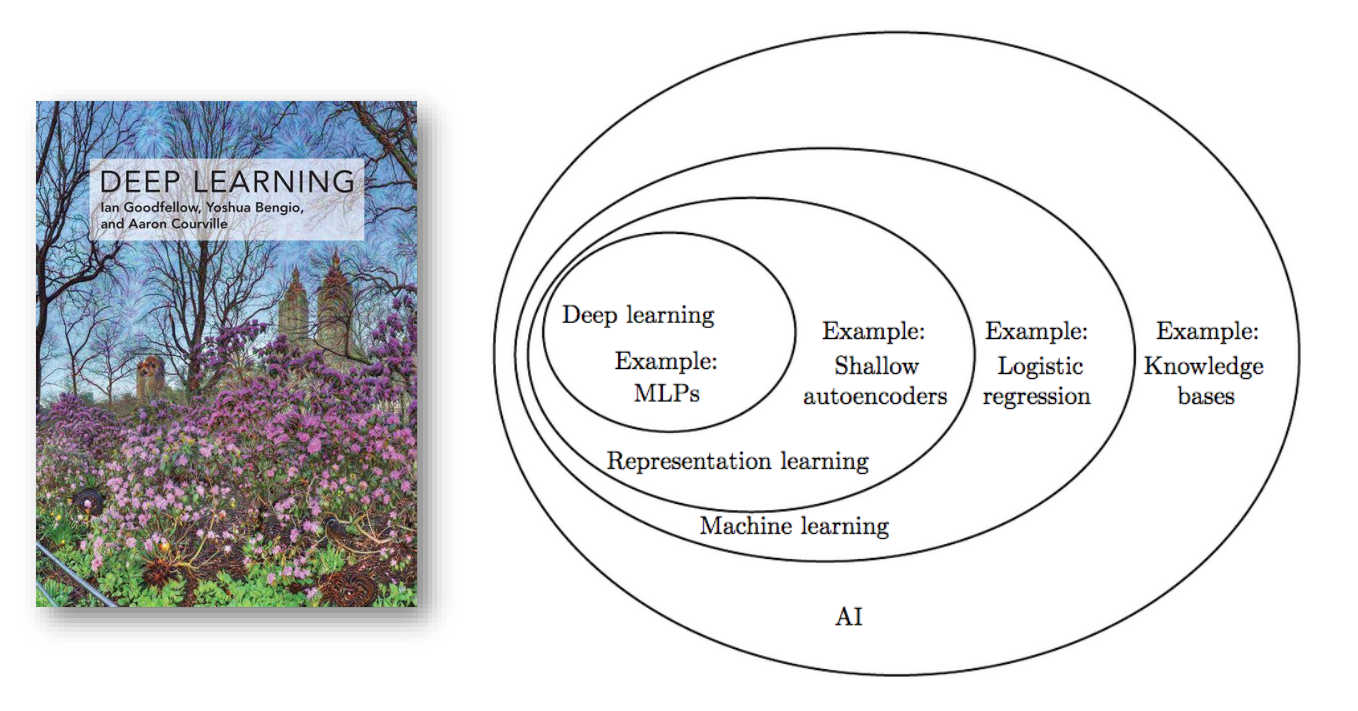 DEEP LEARNING
Ian Goodfellow, Yoshua Bengio,
and Aaron Courville
Deep learning
Example:
MLPs
Example:
Shallow
autoencoders
Example:
Logistic
regression
Example:
Knowledge
bases
Representation learning
Machine learning
AI